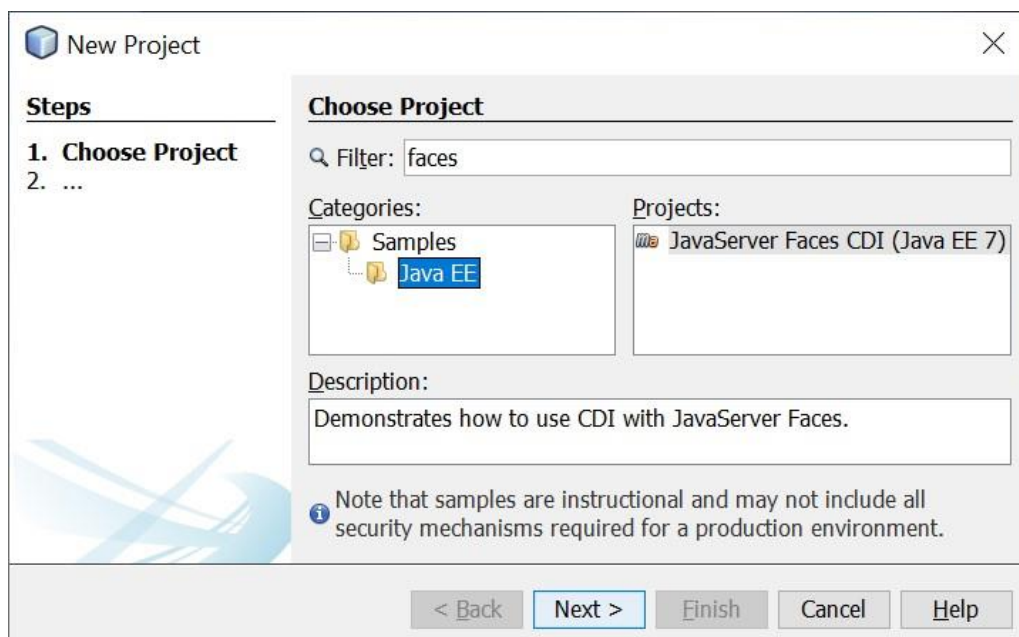 New Project
Steps
1. Choose Project
2. ...
Choose Project
Filter: faces
Categories:
Samples
Java EE
Projects:
JavaServer Faces CDI (Java EE 7)
Description:
Demonstrates how to use CDI with JavaServer Faces.
Note that samples are instructional and may not include all
security mechanisms required for a production environment.
< Back Next > Finish Cancel Help